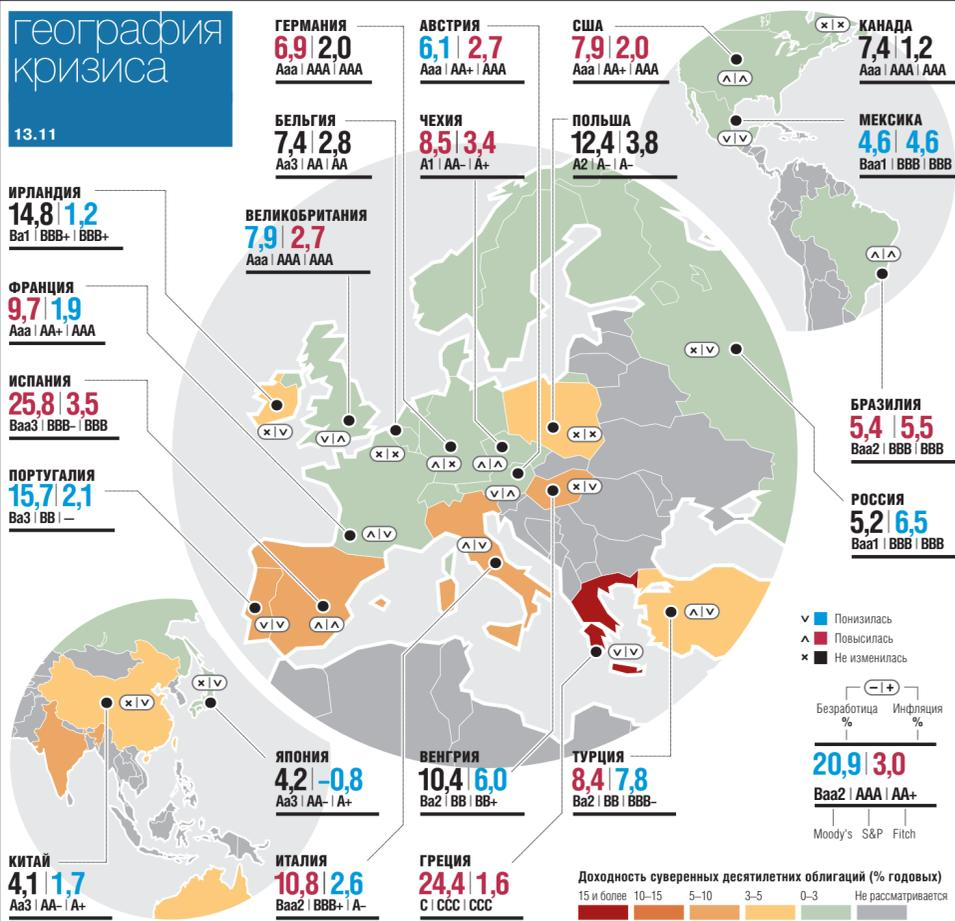 география
кризиса
13.11
ГЕРМАНИЯ
6,9 | 2,0
Aaa | AAA | AAA
АВСТРИЯ
6,1 | 2,7
Aaa | AA+ | AAA
США
7,9 | 2,0
Aaa | AA+ | AAA
КАНАДА
7,4 | 1,2
Aaa | AAA | AAA
БЕЛЬГИЯ
7,4 | 2,8
Aa3 | AA | AA
ЧЕХИЯ
8,5 | 3,4
A1 | AA– | A+
ПОЛЬША
12,4 | 3,8
A2 | A– | A–
МЕКСИКА
4,6 | 4,6
Baa1 | BBB | BBB
ИРЛАНДИЯ
14,8 | 1,2
Ba1 | BBB+ | BBB+
ВЕЛИКОБРИТАНИЯ
7,9 | 2,7
Aaa | AAA | AAA
ФРАНЦИЯ
9,7 | 1,9
Aaa | AA+ | AAA
ИСПАНИЯ
25,8 | 3,5
Baa3 | BBB– | BBB
БРАЗИЛИЯ
5,4 | 5,5
Baa2 | BBB | BBB
ПОРТУГАЛИЯ
15,7 | 2,1
Ba3 | BB | —
РОССИЯ
5,2 | 6,5
Baa1 | BBB | BBB
Понизилась
Повысилась
Не изменилась
Безработица % Инфляция %
20,9 | 3,0
Baa2 | AAA | AA+
Moody's S&P Fitch
ЯПОНИЯ
4,2 | –0,8
Aa3 | AA– | A+
ВЕНГРИЯ
10,4 | 6,0
Ba2 | BB | BB+
ТУРЦИЯ
8,4 | 7,8
Ba2 | BB | BBB–
КИТАЙ
4,1 | 1,7
Aa3 | AA– | A+
ИТАЛИЯ
10,8 | 2,6
Baa2 | BBB+ | A–
ГРЕЦИЯ
24,4 | 1,6
C | CCC | CCC
Доходность суверенных десятилетних облигаций (% годовых)
15 и более 10–15 5–10 3–5 0–3 Не рассматривается